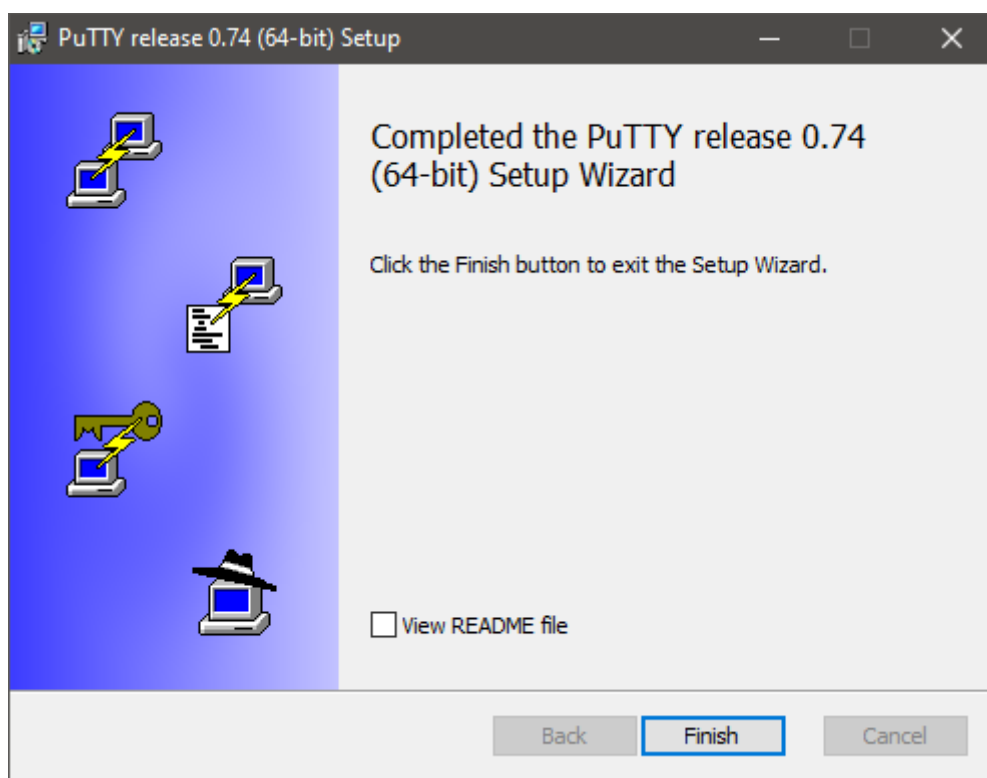 PuTTY release 0.74 (64-bit) Setup
Completed the PuTTY release 0.74
(64-bit) Setup Wizard
Click the Finish button to exit the Setup Wizard.
View README file
Back
Finish
Cancel